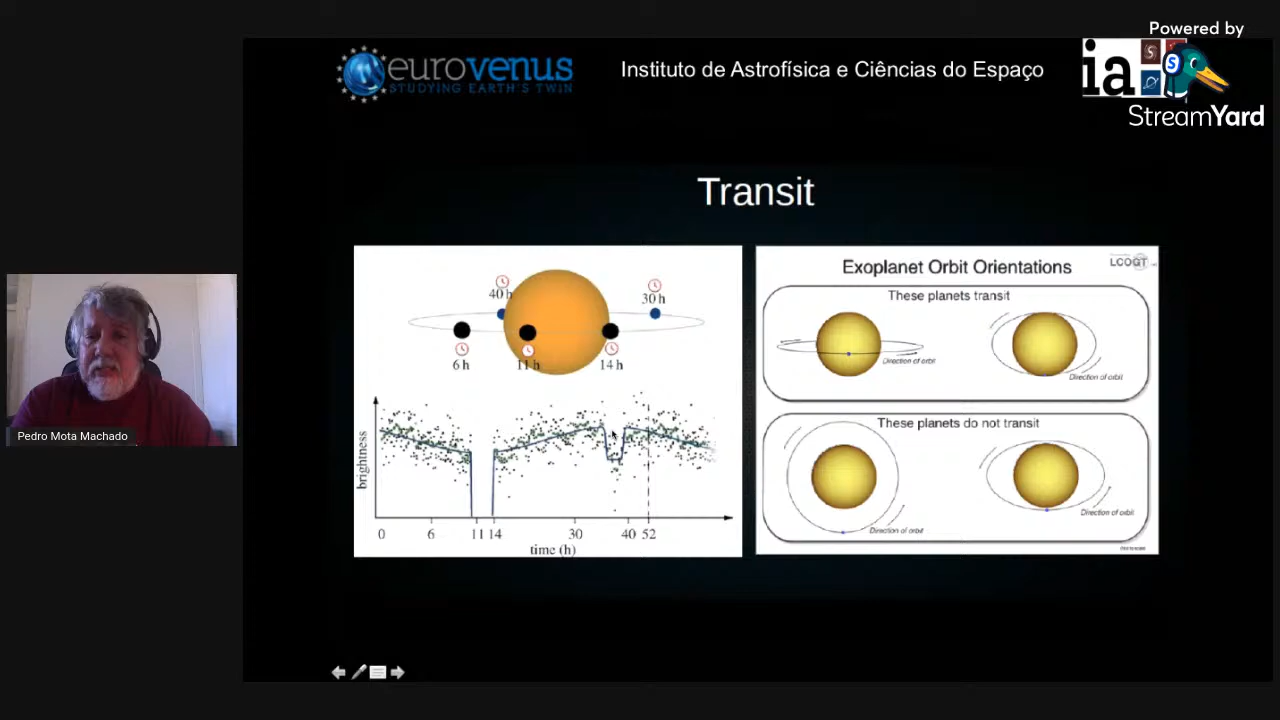 Powered by
StreamYard
eurovenus
STUDYING EARTH'S TWIN
Instituto de Astrofísica e Ciências do Espaço
ia
Transit
40 h
30 h
6 h
11 h
14 h
brightness
0 6 11 14 30 40 52
time (h)
Exoplanet Orbit Orientations
LCOGT
These planets transit
Direction of orbit
Direction of orbit
These planets do not transit
Direction of orbit
Direction of orbit
Pedro Mota Machado